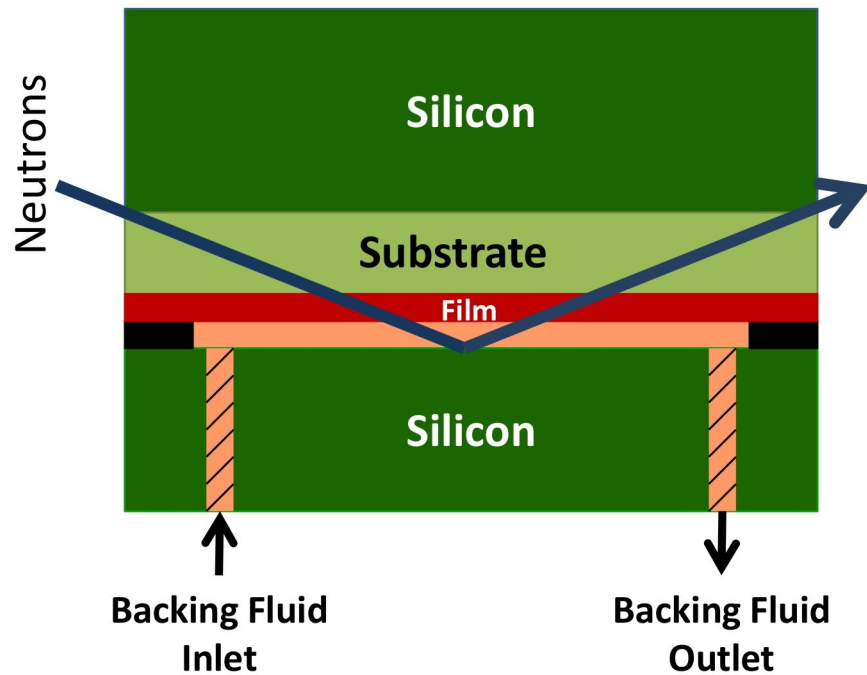 Neutrons
Silicon
Substrate
Film
Silicon
Backing Fluid
Inlet
Backing Fluid
Outlet